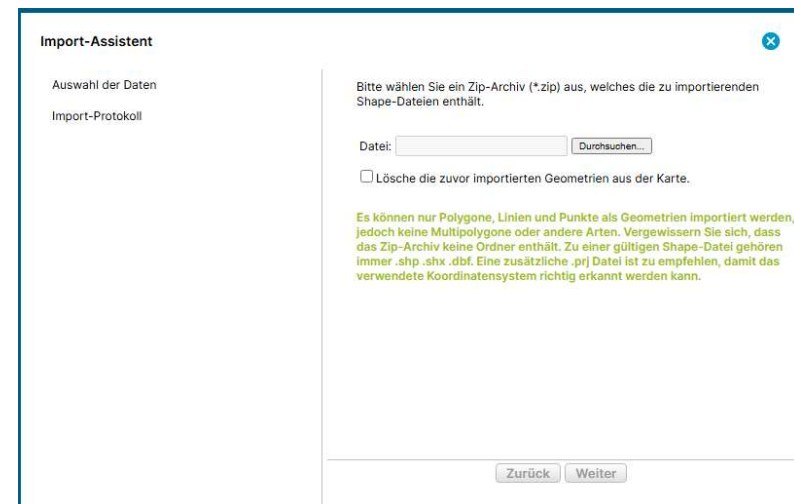 Import-Assistent
Auswahl der Daten
Import-Protokoll
Bitte wählen Sie ein Zip-Archiv (*.zip) aus, welches die zu importierenden
Shape-Dateien enthält.
Datei:
Durchsuchen...
Lösche die zuvor importierten Geometrien aus der Karte.
Es können nur Polygone, Linien und Punkte als Geometrien importiert werden,
jedoch keine Multipolygone oder andere Arten. Vergewissern Sie sich, dass
das Zip-Archiv keine Ordner enthält. Zu einer gültigen Shape-Datei gehören
immer .shp .shx .dbf. Eine zusätzliche .prj Datei ist zu empfehlen, damit das
verwendete Koordinatensystem richtig erkannt werden kann.
Zurück
Weiter